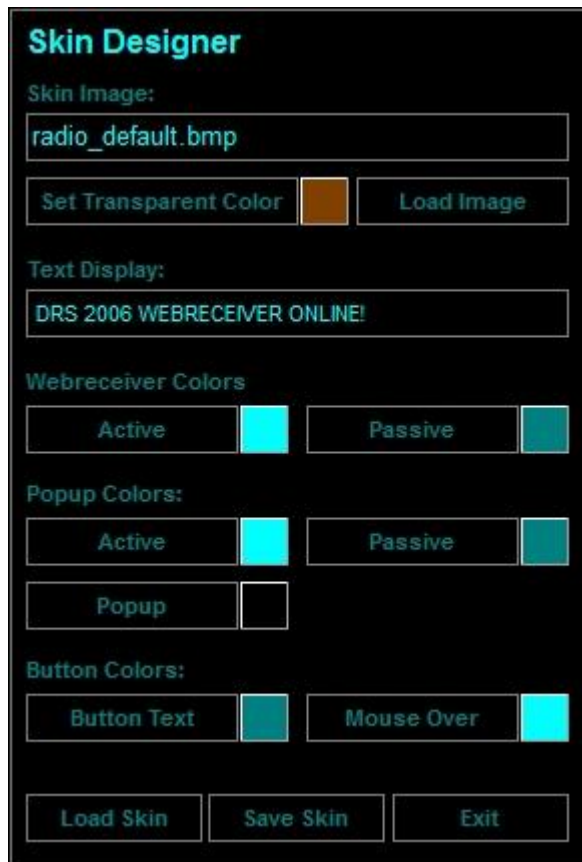 Skin Designer
Skin Image:
radio_default.bmp
Set Transparent Color Load Image
Text Display:
DRS 2006 WEBRECEIVER ONLINE!
Webreceiver Colors
Active Passive
Popup Colors:
Active Passive
Popup
Button Colors:
Button Text Mouse Over
Load Skin Save Skin Exit